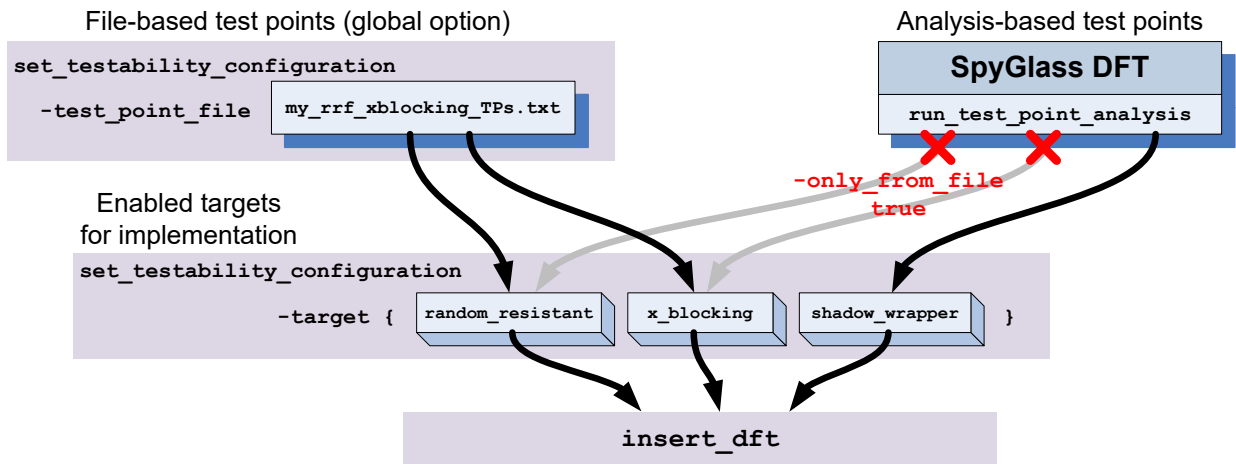 File-based test points (global option)
set_testability_configuration
-test_point_file my_rrf_xblocking_TPs.txt
Analysis-based test points
SpyGlass DFT
run_test_point_analysis
-only_from_file
true
Enabled targets
for implementation
set_testability_configuration
-target { random_resistant x_blocking shadow_wrapper }
insert_dft